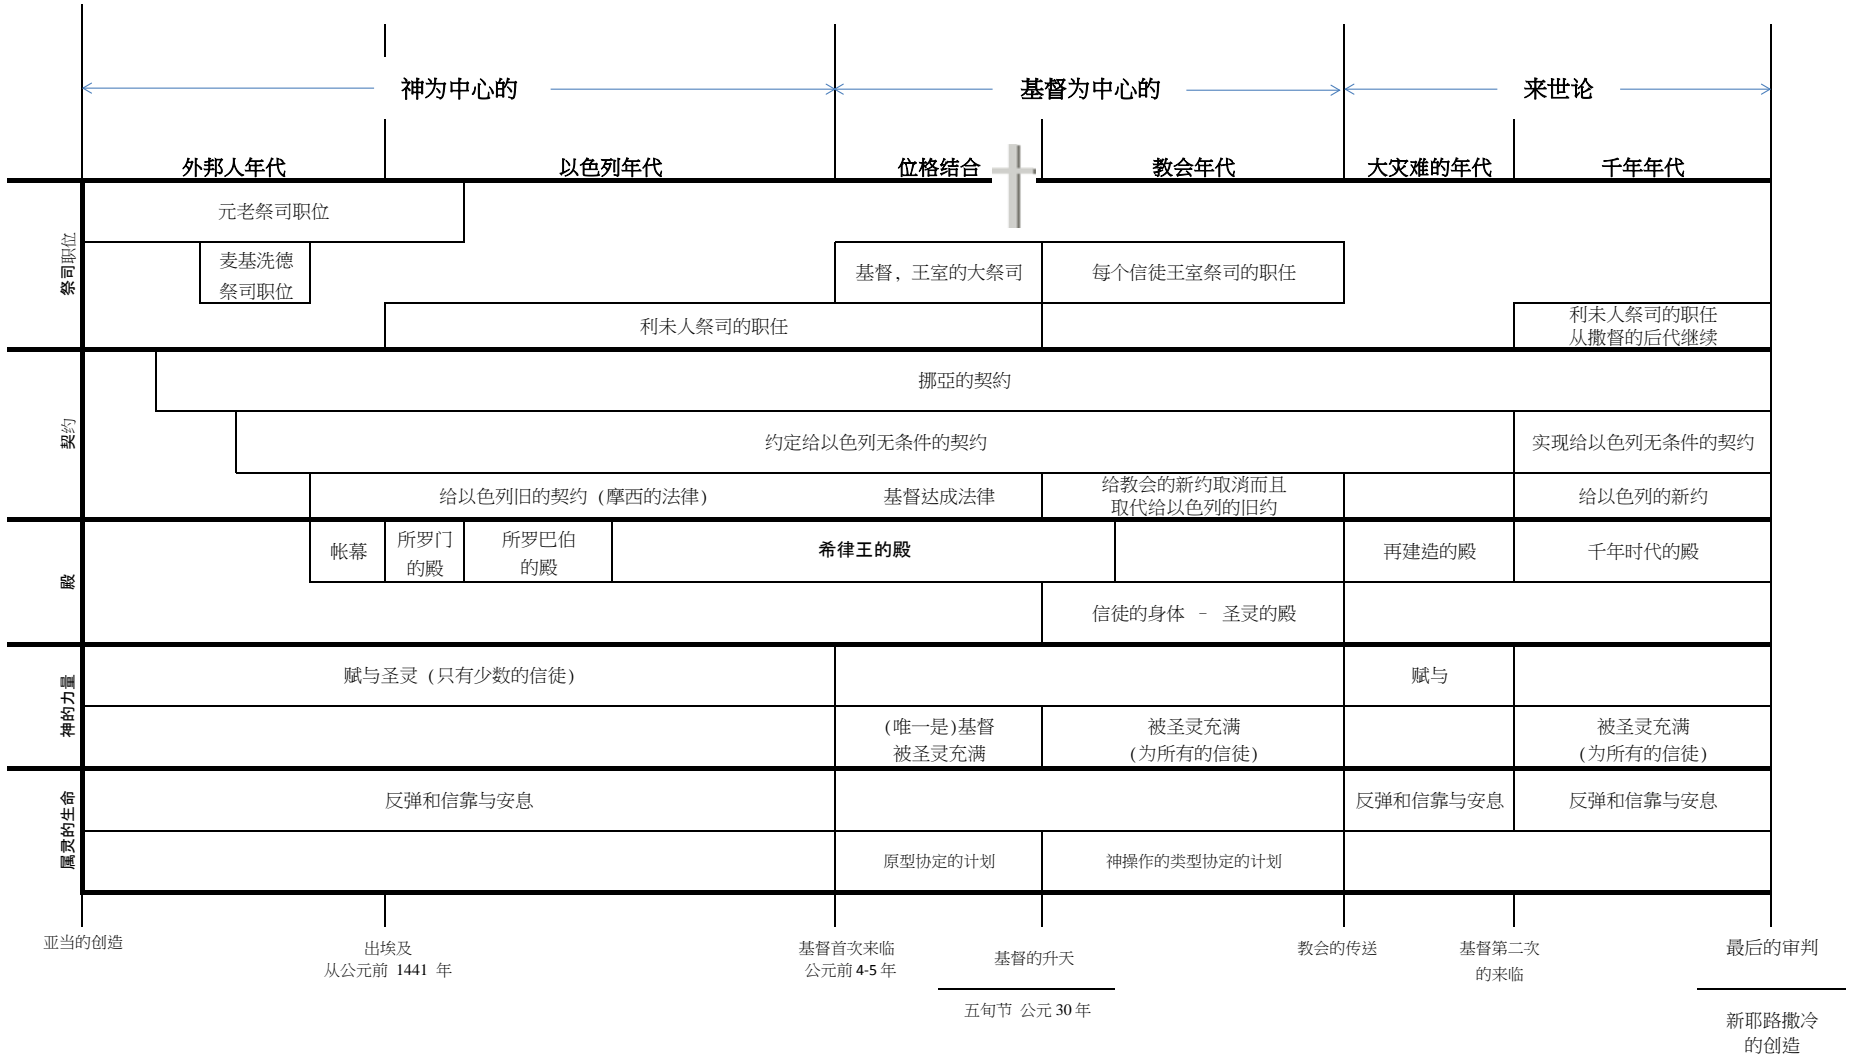 神为中心的
基督为中心的
来世论
外邦人年代
以色列年代
位格结合
教会年代
大灾难的年代
千年年代
祭司职位
元老祭司职位
麦基洗德
祭司职位
基督，王室的大祭司
每个信徒王室祭司的职任
利未人祭司的职任
利未人祭司的职任
从撒督的后代继续
契约
挪亞的契約
约定给以色列无条件的契约
实现给以色列无条件的契约
给以色列旧的契约 (摩西的法律)
基督达成法律
给教会的新约取消而且
取代给以色列的旧约
给以色列的新约
殿
帐幕
所罗门
的殿
所罗巴伯
的殿
希律王的殿
再建造的殿
千年时代的殿
信徒的身体 － 圣灵的殿
神的力量
赋与圣灵 (只有少数的信徒)
赋与
(唯一是)基督
被圣灵充满
被圣灵充满
(为所有的信徒)
被圣灵充满
(为所有的信徒)
属灵的生命
反弹和信靠与安息
反弹和信靠与安息
反弹和信靠与安息
原型协定的计划
神操作的类型协定的计划
亚当的创造
出埃及
从公元前 1441 年
基督首次来临
公元前 4-5 年
基督的升天
五旬节 公元 30 年
教会的传送
基督第二次
的来临
最后的审判
新耶路撒冷
的创造